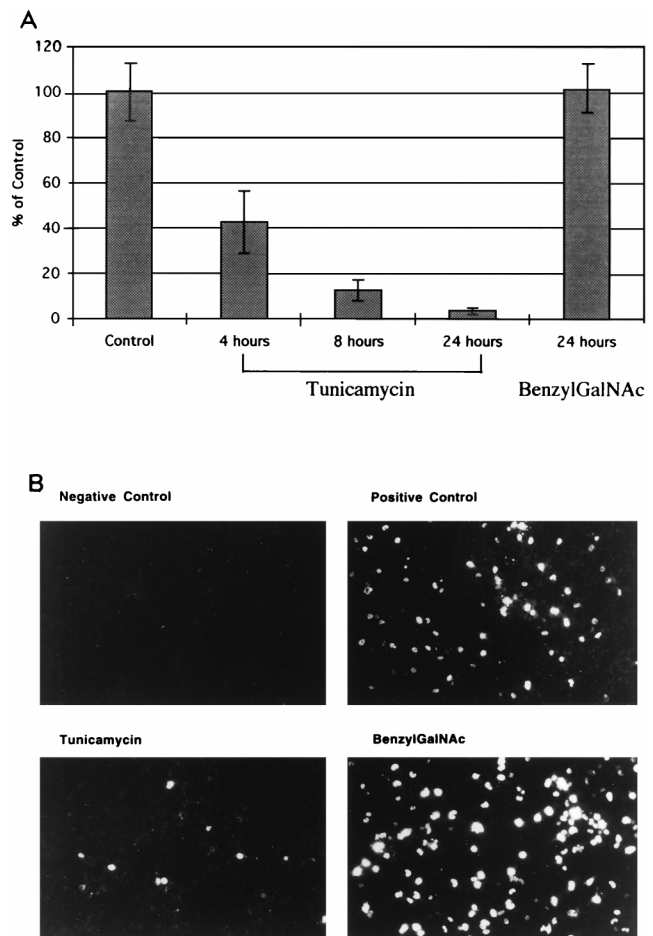 A
120
100
80
60
40
20
0
% of Control
Control 4 hours 8 hours 24 hours 24 hours
Tunicamycin BenzylGalNAc
B
Negative Control Positive Control
Tunicamycin BenzylGalNAc